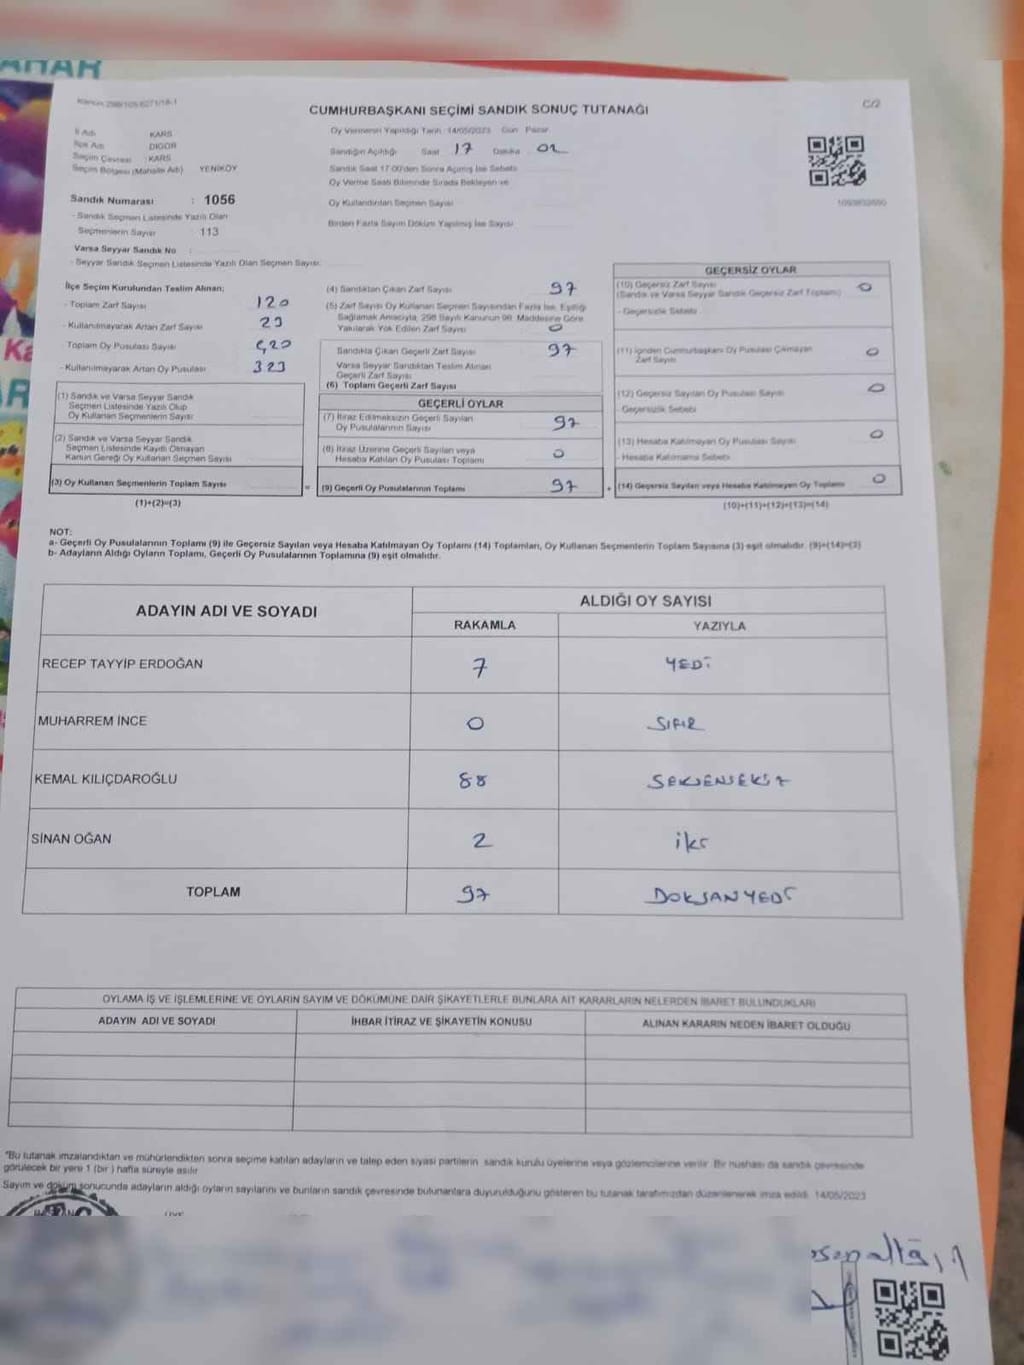 AHAR
Kanun 298/105-6271/18-1
CUMHURBAŞKANI SEÇİMİ SANDIK SONUÇ TUTANAĞI
C/2
İl Adı KARS
İlçe Adı DİGOR
Seçim Çevresi KARS
Seçim Bölgesi (Mahalle Adı) YENİKÖY
Sandık Numarası : 1056
- Sandık Seçmen Listesinde Yazılı Olan
Seçmenlerin Sayısı : 113
Varsa Seyyar Sandık No
- Seyyar Sandık Seçmen Listesinde Yazılı Olan Seçmen Sayısı:
Oy Vermenin Yapıldığı Tarih : 14/05/2023 Gün Pazar
Sandığın Açıldığı Saat 17 Dakika 02
Sandık Saat 17.00'den Sonra Açılmış İse Sebebi
Oy Verme Saati Bitiminde Sırada Bekleyen ve
Oy Kullandırılan Seçmen Sayısı
Birden Fazla Sayım Döküm Yapılmış İse Sayısı
İlçe Seçim Kurulundan Teslim Alınan;
- Toplam Zarf Sayısı 120
- Kullanılmayarak Artan Zarf Sayısı 23
- Toplam Oy Pusulası Sayısı 420
- Kullanılmayarak Artan Oy Pusulası 323
(1) Sandık ve Varsa Seyyar Sandık
Seçmen Listesinde Yazılı Olup
Oy Kullanan Seçmenlerin Sayısı
(2) Sandık ve Varsa Seyyar Sandık
Seçmen Listesinde Kayıtlı Olmayan
Kanun Gereği Oy Kullanan Seçmen Sayısı
(3) Oy Kullanan Seçmenlerin Toplam Sayısı
(1)+(2)=(3)
(4) Sandıktan Çıkan Zarf Sayısı 97
(5) Zarf Sayısı Oy Kullanan Seçmen Sayısından Fazla İse, Eşitliği
Sağlamak Amacıyla, 298 Sayılı Kanunun 98. Maddesine Göre
Yakılarak Yok Edilen Zarf Sayısı 0
Sandıkta Çıkan Geçerli Zarf Sayısı 97
Varsa Seyyar Sandıktan Teslim Alınan
Geçerli Zarf Sayısı
(6) Toplam Geçerli Zarf Sayısı
GEÇERLİ OYLAR
(7) İtiraz Edilmeksizin Geçerli Sayılan
Oy Pusulalarının Sayısı 97
(8) İtiraz Üzerine Geçerli Sayılan veya
Hesaba Katılan Oy Pusulası Toplamı 0
= (9) Geçerli Oy Pusulalarının Toplamı 97
GEÇERSİZ OYLAR
(10) Geçersiz Zarf Sayısı 0
(Sandık ve Varsa Seyyar Sandık Geçersiz Zarf Toplamı)
- Geçersizlik Sebebi
(11) İçinden Cumhurbaşkanı Oy Pusulası Çıkmayan
Zarf Sayısı 0
(12) Geçersiz Sayılan Oy Pusulası Sayısı 0
- Geçersizlik Sebebi
(13) Hesaba Katılmayan Oy Pusulası Sayısı 0
- Hesaba Katılmama Sebebi
+ (14) Geçersiz Sayılan veya Hesaba Katılmayan Oy Toplamı 0
(10)+(11)+(12)+(13)=(14)
NOT:
a- Geçerli Oy Pusulalarının Toplamı (9) ile Geçersiz Sayılan veya Hesaba Katılmayan Oy Toplamı (14) Toplamları, Oy Kullanan Seçmenlerin Toplam Sayısına (3) eşit olmalıdır. (9)+(14)=(3)
b- Adayların Aldığı Oyların Toplamı, Geçerli Oy Pusulalarının Toplamına (9) eşit olmalıdır.
ADAYIN ADI VE SOYADI ALDIĞI OY SAYISI
RAKAMLA YAZIYLA
RECEP TAYYİP ERDOĞAN 7 YEDİ
MUHARREM İNCE 0 SIFIR
KEMAL KILIÇDAROĞLU 88 SEKSENSEKİZ
SİNAN OĞAN 2 iki
TOPLAM 97 DOKSANYEDİ
OYLAMA İŞ VE İŞLEMLERİNE VE OYLARIN SAYIM VE DÖKÜMÜNE DAİR ŞİKAYETLERLE BUNLARA AİT KARARLARIN NELERDEN İBARET BULUNDUKLARI
ADAYIN ADI VE SOYADI İHBAR İTİRAZ VE ŞİKAYETİN KONUSU ALINAN KARARIN NEDEN İBARET OLDUĞU
"Bu tutanak imzalandıktan ve mühürlendikten sonra seçime katılan adayların ve talep eden siyasi partilerin sandık kurulu üyelerine veya gözlemcilerine verilir. Bir nüshası da sandık çevresinde
görülecek bir yere 1 (bir) hafta süreyle asılır
Sayım ve döküm sonucunda adayların aldığı oyların sayılarını ve bunların sandık çevresinde bulunanlara duyurulduğunu gösteren bu tutanak tarafımızdan düzenlenerek imza edildi. 14/05/2023